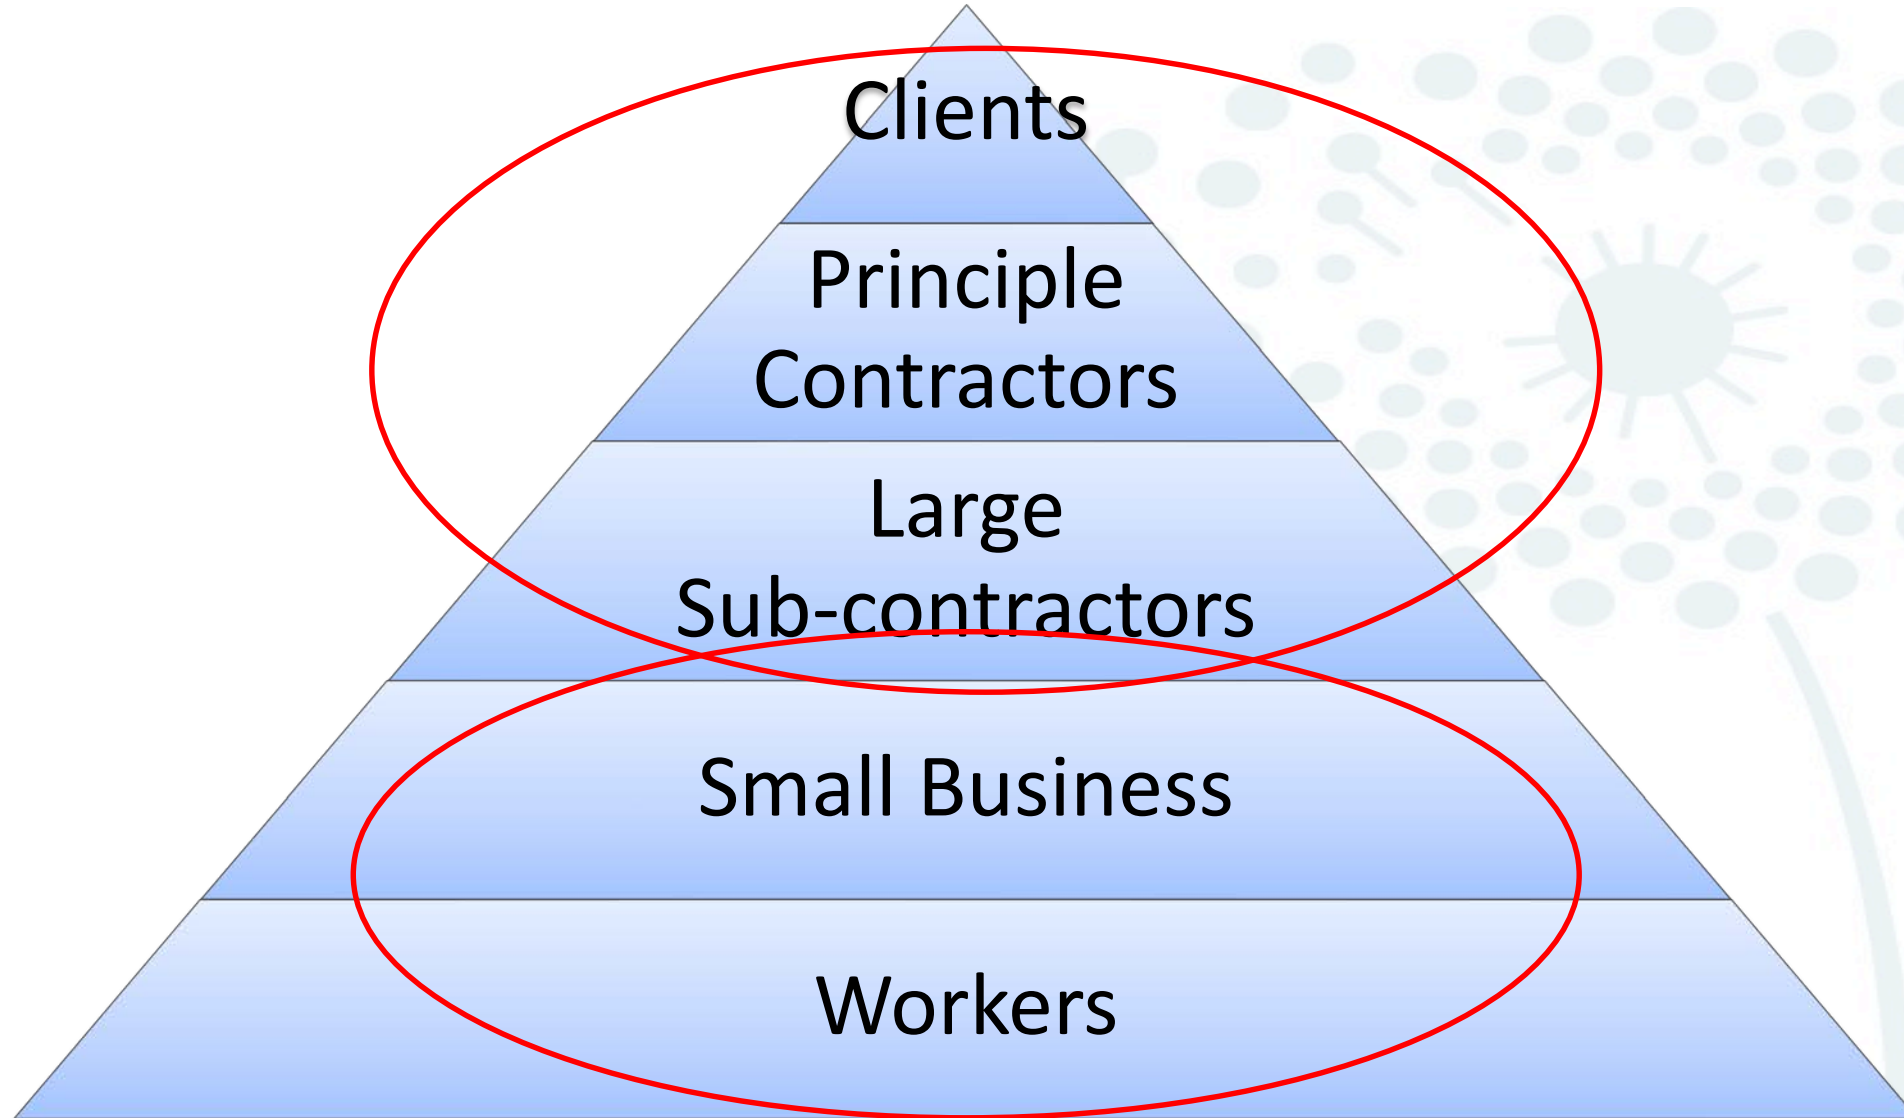 Clients
Principle
Contractors
Large
Sub-contractors
Small Business
Workers